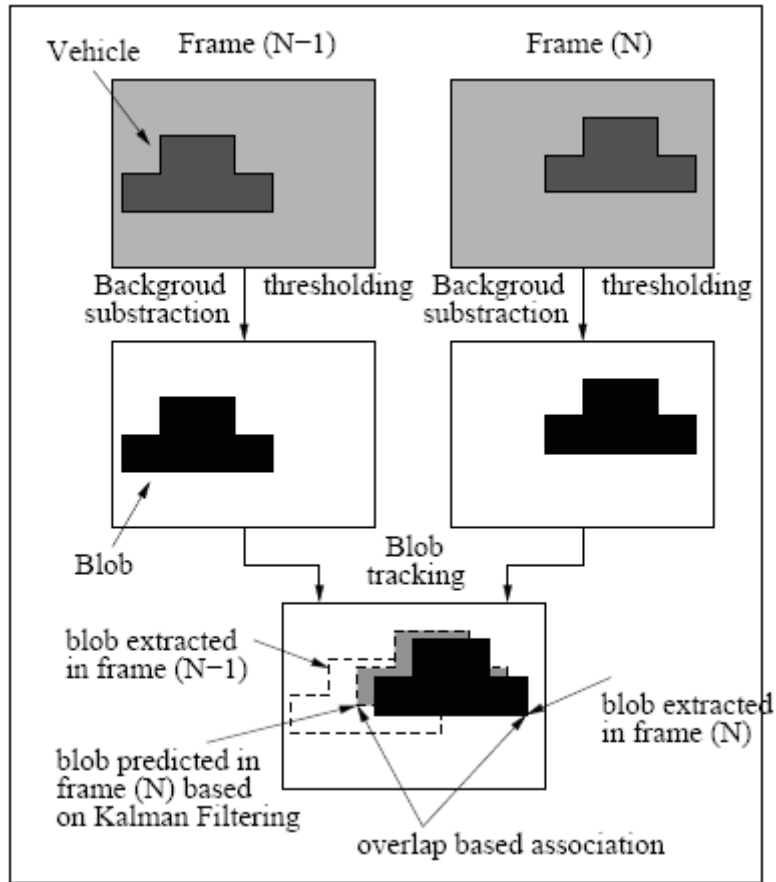 Frame (N−1)
Frame (N)
Vehicle
Backgroud
substraction
thresholding
Backgroud
substraction
thresholding
Blob
Blob
tracking
blob extracted
in frame (N−1)
blob extracted
in frame (N)
blob predicted in
frame (N) based
on Kalman Filtering
overlap based association